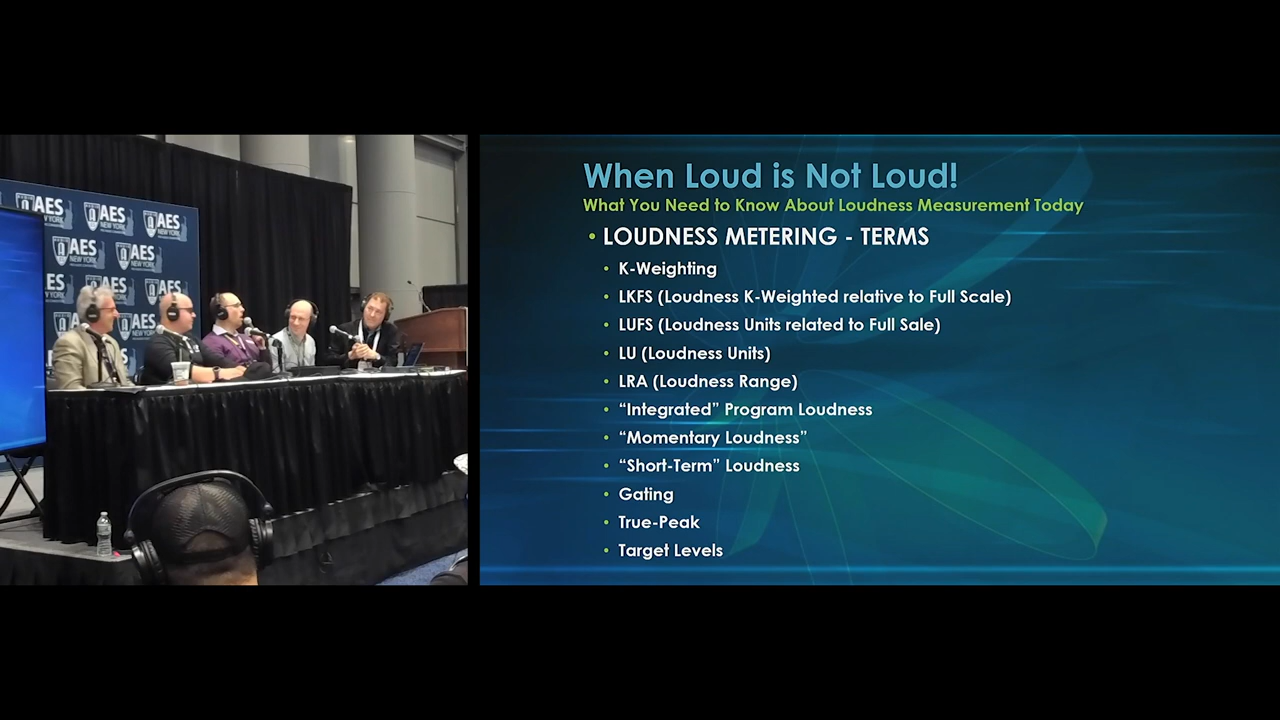 AES
NEW YORK
When Loud is Not Loud!
What You Need to Know About Loudness Measurement Today
• LOUDNESS METERING - TERMS
• K-Weighting
• LKFS (Loudness K-Weighted relative to Full Scale)
• LUFS (Loudness Units related to Full Sale)
• LU (Loudness Units)
• LRA (Loudness Range)
• “Integrated” Program Loudness
• “Momentary Loudness”
• “Short-Term” Loudness
• Gating
• True-Peak
• Target Levels